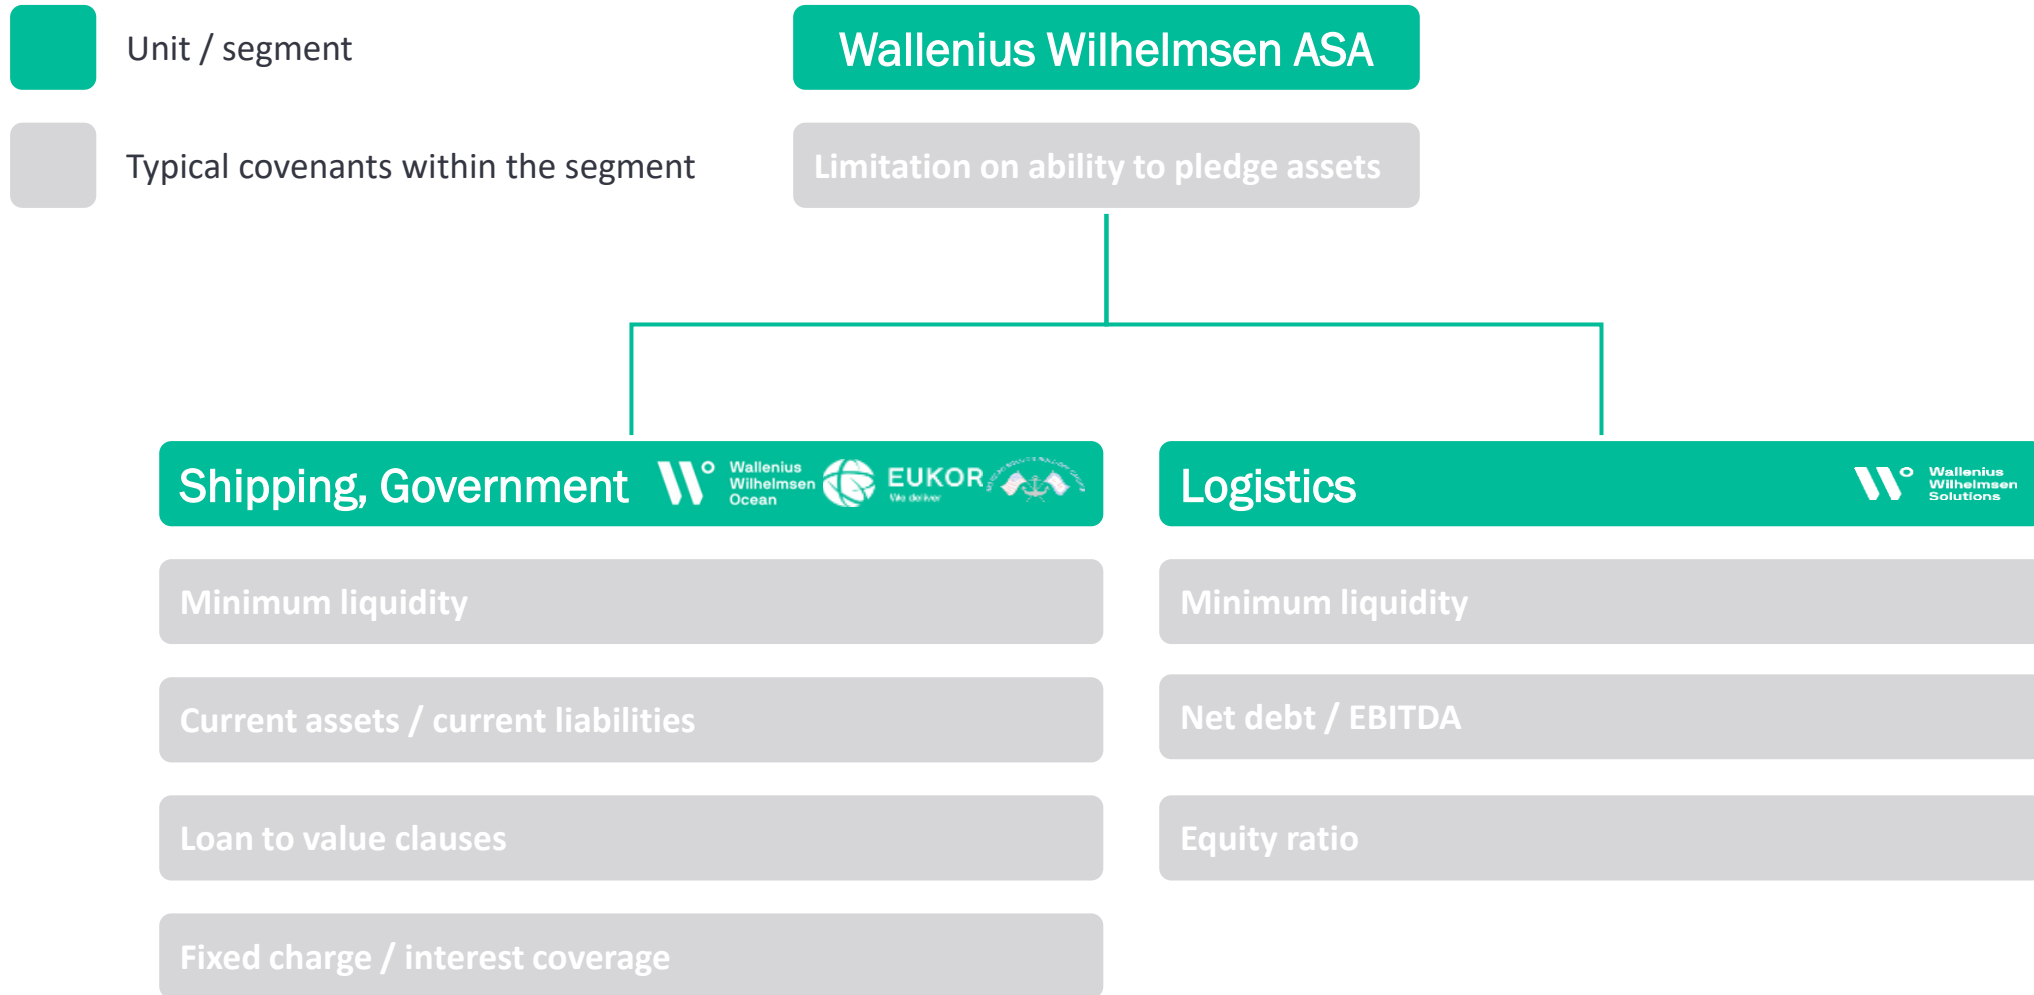 Unit / segment
Wallenius Wilhelmsen ASA
Typical covenants within the segment
Limitation on ability to pledge assets
Shipping, Government
Wallenius
Wilhelmsen
Ocean
EUKOR
We deliver
Logistics
Wallenius
Wilhelmsen
Solutions
Minimum liquidity
Minimum liquidity
Current assets / current liabilities
Net debt / EBITDA
Loan to value clauses
Equity ratio
Fixed charge / interest coverage